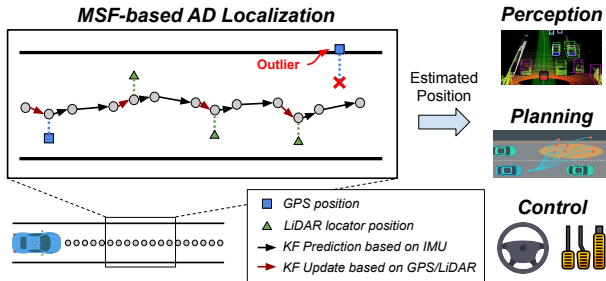 MSF-based AD Localization
Outlier
Estimated
Position
Perception
Planning
Control
GPS position
LiDAR locator position
KF Prediction based on IMU
KF Update based on GPS/LiDAR